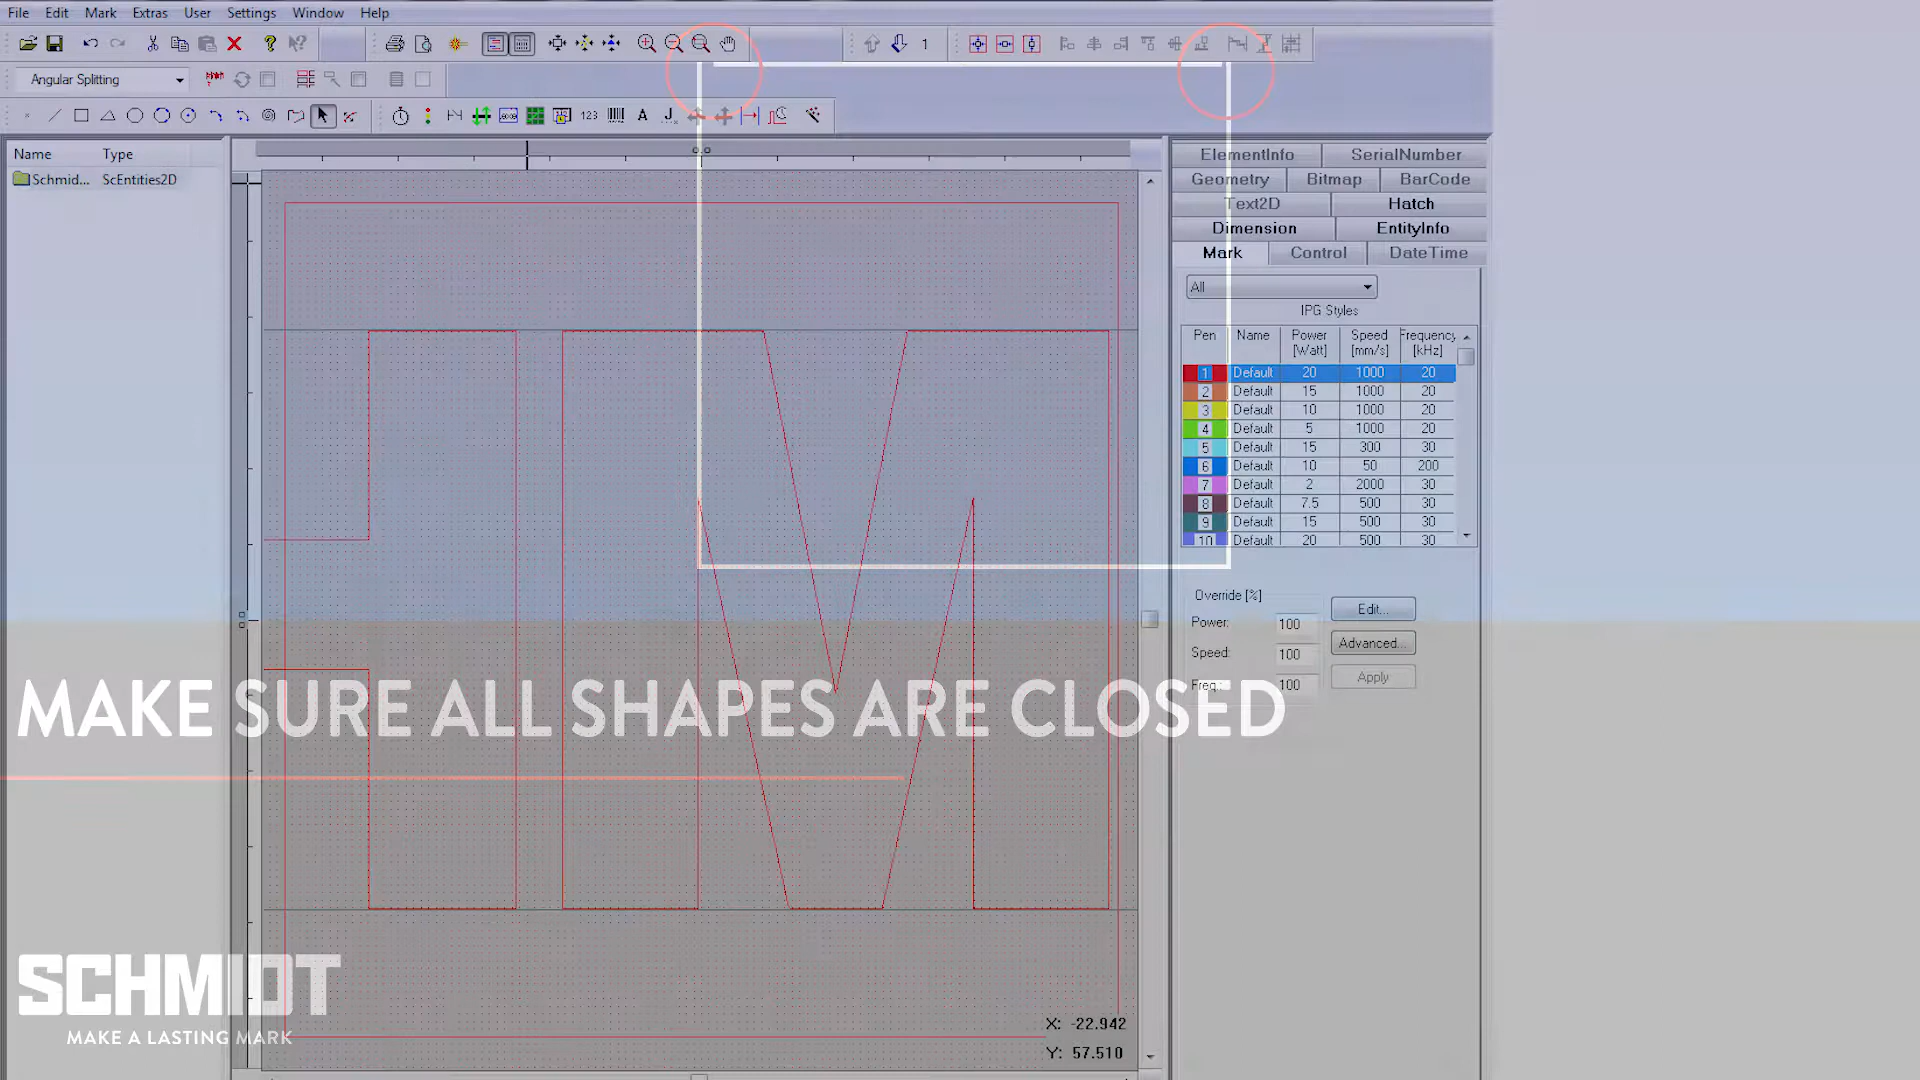 File Edit Mark Extras User Settings Window Help
1
Angular Splitting
123 A J
Name Type
Schmid... ScEntities2D
ElementInfo SerialNumber
Geometry Bitmap BarCode
Text2D Hatch
Dimension EntityInfo
Mark Control DateTime
All
IPG Styles
Pen Name Power [Watt] Speed [mm/s] Frequency [kHz]
1 Default 20 1000 20
2 Default 15 1000 20
3 Default 10 1000 20
4 Default 5 1000 20
5 Default 15 300 30
6 Default 10 50 200
7 Default 2 2000 30
8 Default 7.5 500 30
9 Default 15 500 30
10 Default 20 500 30
Override [%]
Power: 100 Edit...
Speed: 100 Advanced...
Freq.: 100 Apply
MAKE SURE ALL SHAPES ARE CLOSED
SCHMIDT
MAKE A LASTING MARK
X: -22.942
Y: 57.510